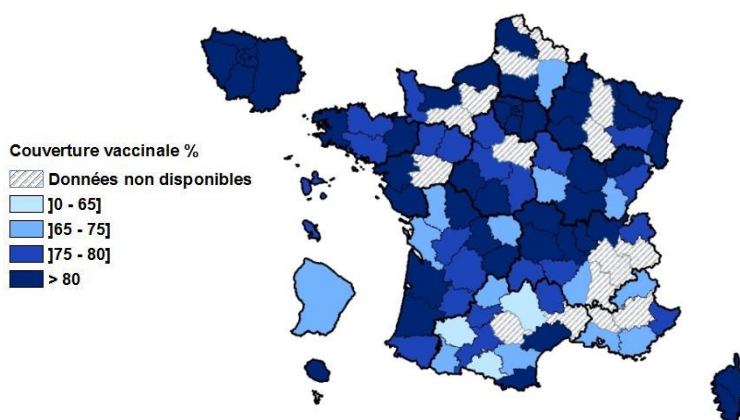 Couverture vaccinale %
Données non disponibles
]0 - 65]
]65 - 75]
]75 - 80]
> 80